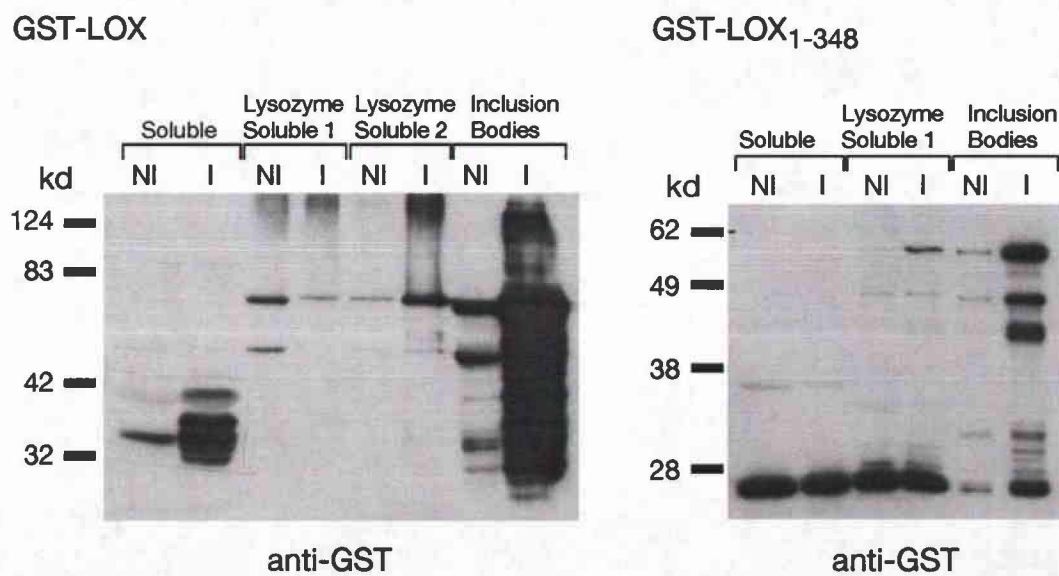 GST-LOX
Soluble
Lysozyme
Soluble 1
Lysozyme
Soluble 2
Inclusion
Bodies
kd NI I NI I NI I NI I
124
83
42
32
anti-GST
GST-LOX1-348
Soluble
Lysozyme
Soluble 1
Inclusion
Bodies
kd NI I NI I NI I
62
49
38
28
anti-GST